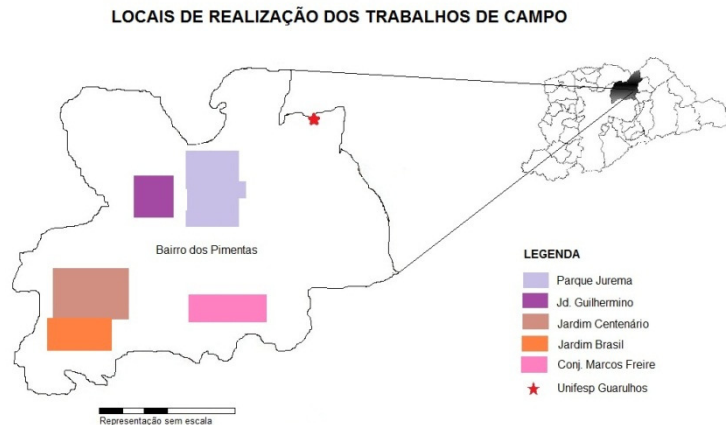 LOCAIS DE REALIZAÇÃO DOS TRABALHOS DE CAMPO
Bairro dos Pimentas
LEGENDA
Parque Jurema
Jd. Guilhermino
Jardim Centenário
Jardim Brasil
Conj. Marcos Freire
Unifesp Guarulhos
Representação sem escala